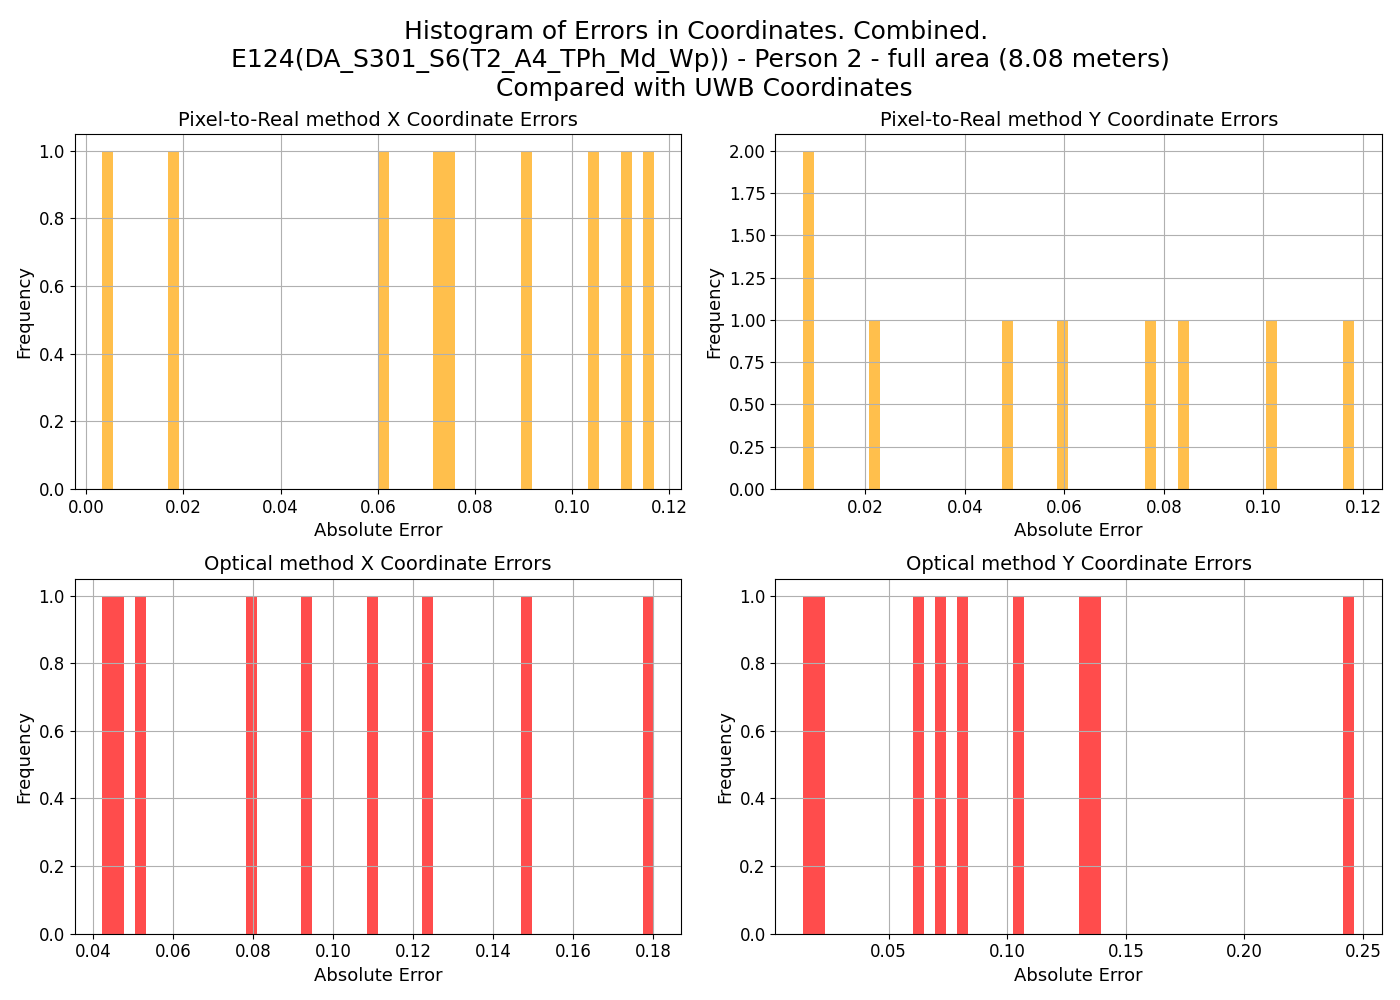 Histogram of Errors in Coordinates. Combined.
E124(DA_S301_S6(T2_A4_TPh_Md_Wp)) - Person 2 - full area (8.08 meters)
Compared with UWB Coordinates
Pixel-to-Real method X Coordinate Errors
1.0
0.8
0.6
0.4
0.2
0.0
Frequency
0.00 0.02 0.04 0.06 0.08 0.10 0.12
Absolute Error
Pixel-to-Real method Y Coordinate Errors
2.00
1.75
1.50
1.25
1.00
0.75
0.50
0.25
0.00
Frequency
0.02 0.04 0.06 0.08 0.10 0.12
Absolute Error
Optical method X Coordinate Errors
1.0
0.8
0.6
0.4
0.2
0.0
Frequency
0.04 0.06 0.08 0.10 0.12 0.14 0.16 0.18
Absolute Error
Optical method Y Coordinate Errors
1.0
0.8
0.6
0.4
0.2
0.0
Frequency
0.05 0.10 0.15 0.20 0.25
Absolute Error